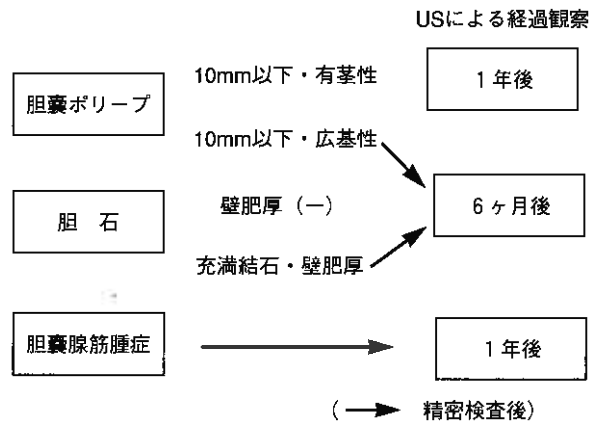 USによる経過観察
10mm以下・有茎性
1年後
胆嚢ポリープ
10mm以下・広基性
壁肥厚（－）
6ヶ月後
胆 石
充満結石・壁肥厚
胆嚢腺筋腫症
1年後
（→ 精密検査後）